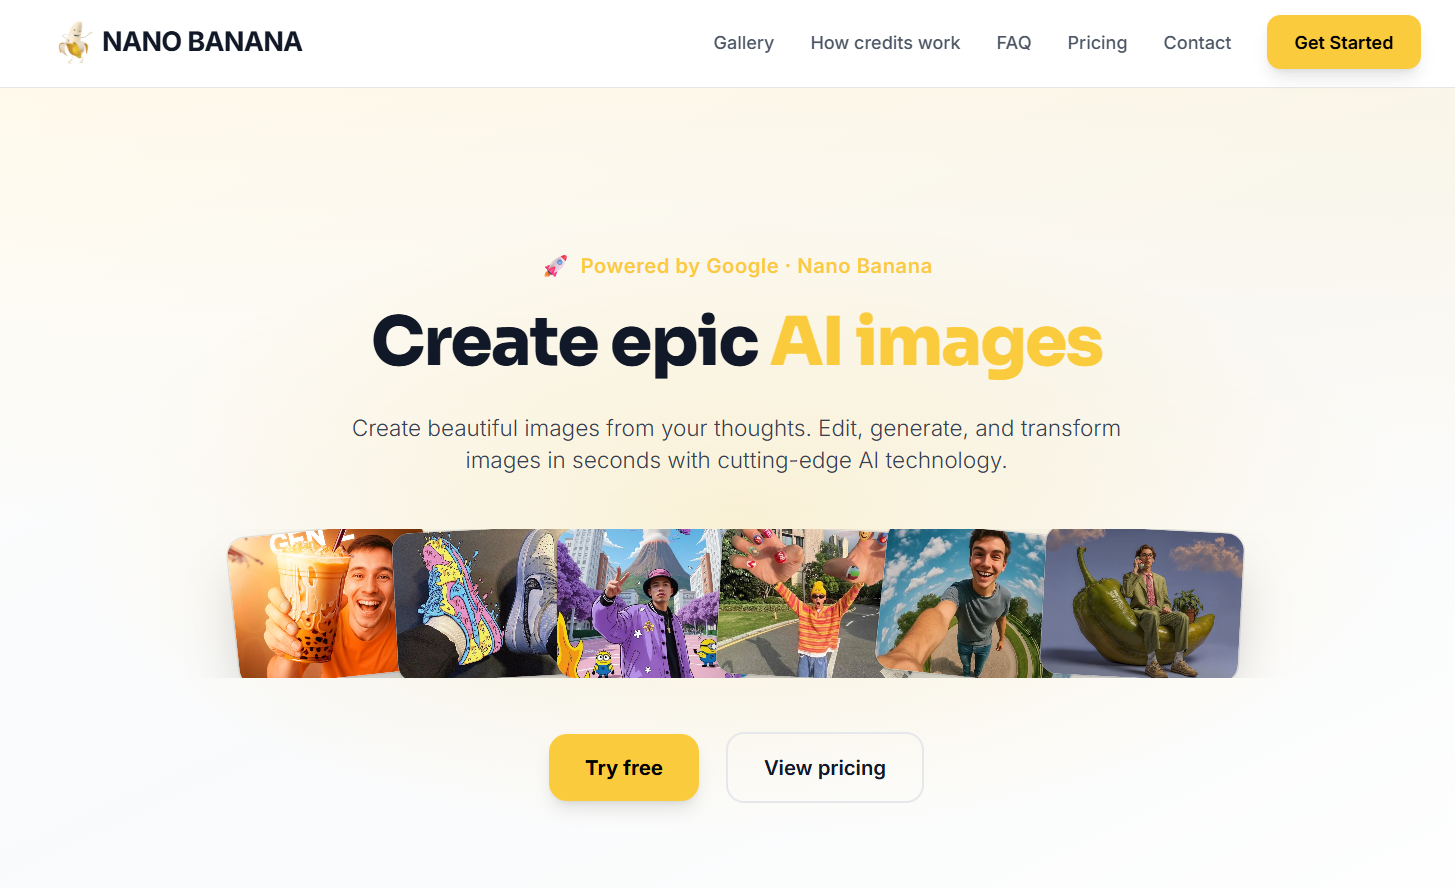 NANO BANANA
Gallery
How credits work
FAQ
Pricing
Contact
Get Started
🚀 Powered by Google · Nano Banana
Create epic AI images
Create beautiful images from your thoughts. Edit, generate, and transform
images in seconds with cutting-edge AI technology.
Try free
View pricing